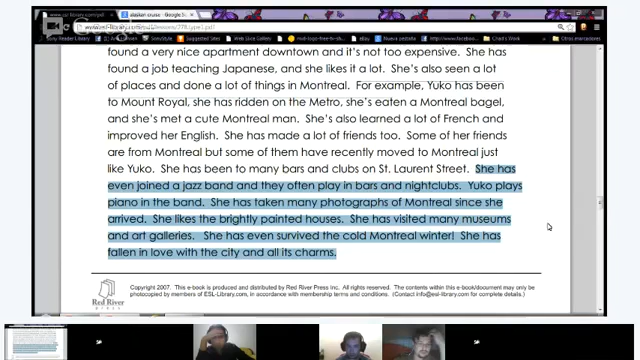 alaskan cruise - Google S
found a very nice apartment downtown and it's not too expensive. She has
found a job teaching Japanese, and she likes it a lot. She's also seen a lot
of places and done a lot of things in Montreal. For example, Yuko has been
to Mount Royal, she has ridden on the Metro, she's eaten a Montreal bagel,
and she's met a cute Montreal man. She's also learned a lot of French and
improved her English. She has made a lot of friends too. Some of her friends
are from Montreal but some of them have recently moved to Montreal just
like Yuko. She has been to many bars and clubs on St. Laurent Street. She has
even joined a jazz band and they often play in bars and nightclubs. Yuko plays
piano in the band. She has taken many photographs of Montreal since she
arrived. She likes the brightly painted houses. She has visited many museums
and art galleries. She has even survived the cold Montreal winter! She has
fallen in love with the city and all its charms.
Red River
PRESS
Copyright 2007. This e-book is produced and distributed by Red River Press Inc. All rights reserved. The contents within this e-book may only be
photocopied by members of ESL-Library.com, in accordance with membership terms and conditions. (Contact info@esl-library.com for complete details.)